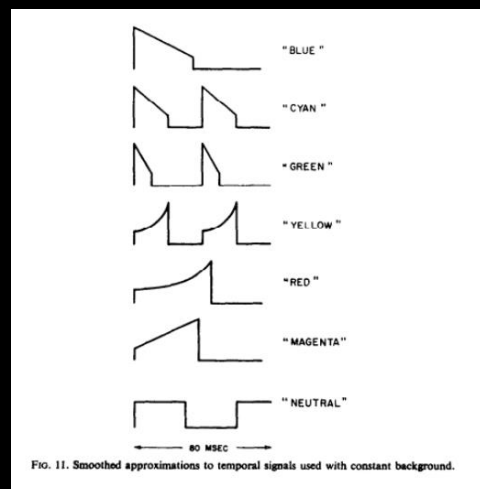 "BLUE"
"CYAN"
"GREEN"
"YELLOW"
"RED"
"MAGENTA"
"NEUTRAL"
80 MSEC
FIG. 11. Smoothed approximations to temporal signals used with constant background.